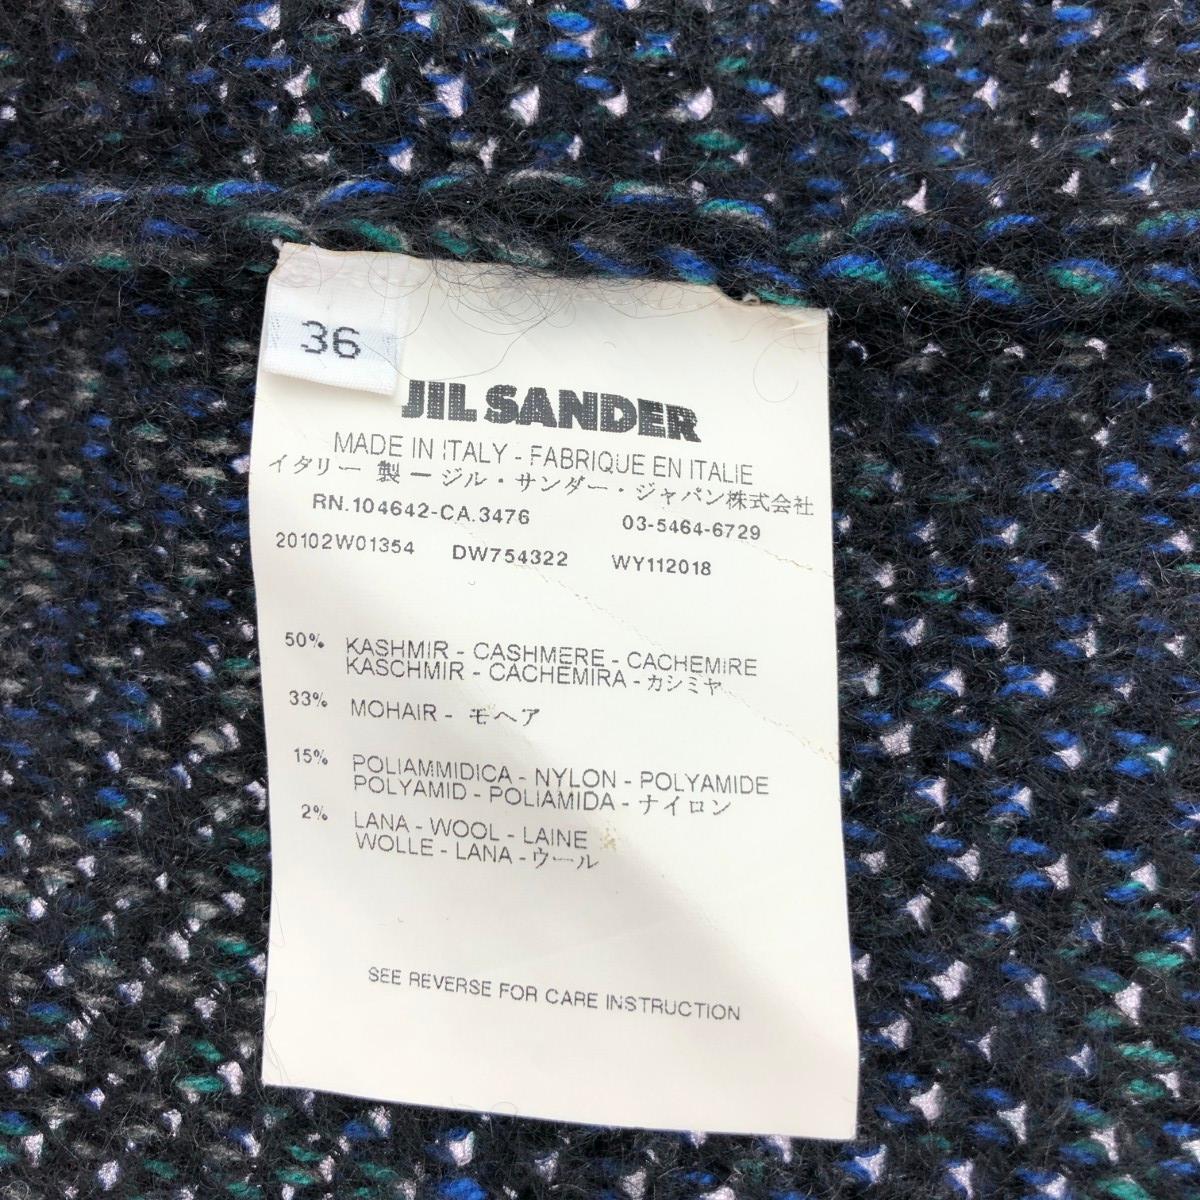 36
JIL SANDER
MADE IN ITALY - FABRIQUE EN ITALIE
イタリー 製 ー ジル・サンダー・ジャパン株式会社
RN.104642-CA.3476 03-5464-6729
20102W01354 DW754322 WY112018
50% KASHMIR - CASHMERE - CACHEMIRE
KASCHMIR - CACHEMIRA - カシミヤ
33% MOHAIR - モヘア
15% POLIAMMIDICA - NYLON - POLYAMIDE
POLYAMID - POLIAMIDA - ナイロン
2% LANA - WOOL - LAINE
WOLLE - LANA - ウール
SEE REVERSE FOR CARE INSTRUCTION